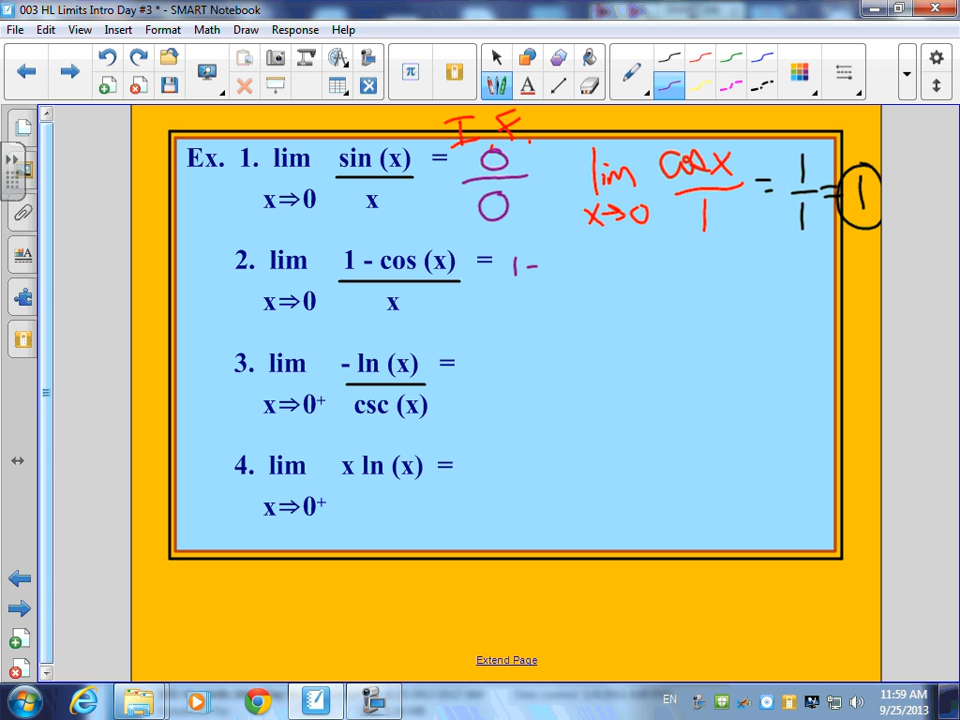 003 HL Limits Intro Day #3 * - SMART Notebook
File Edit View Insert Format Math Draw Response Help
I.F.
Ex. 1. lim sin (x) = 0 lim cos x = 1 = 1
x⇒0 x 0 x→0 1 1
2. lim 1 - cos (x) = 1 -
x⇒0 x
3. lim - ln (x) =
x⇒0+ csc (x)
4. lim x ln (x) =
x⇒0+
Extend Page
EN 11:59 AM
9/25/2013